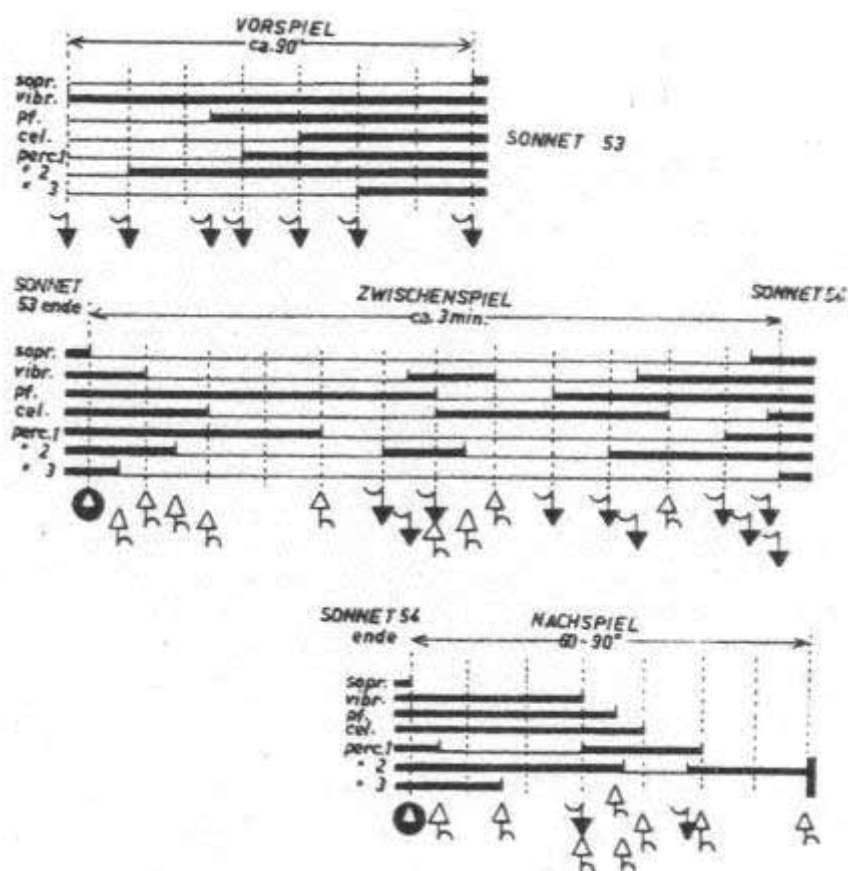 VORSPIEL
ca. 90
sopr.
vibr.
pf.
cel.
perc.1
" 2
" 3
SONNET 53
SONNET
53 ende
ZWISCHENSPIEL
ca. 3 min.
SONNET
sopr.
vibr.
pf.
cel.
perc.1
" 2
" 3
SONNET 54
ende
NACHSPIEL
60-90"
sopr.
vibr.
pf.
cel.
perc.1
" 2
" 3